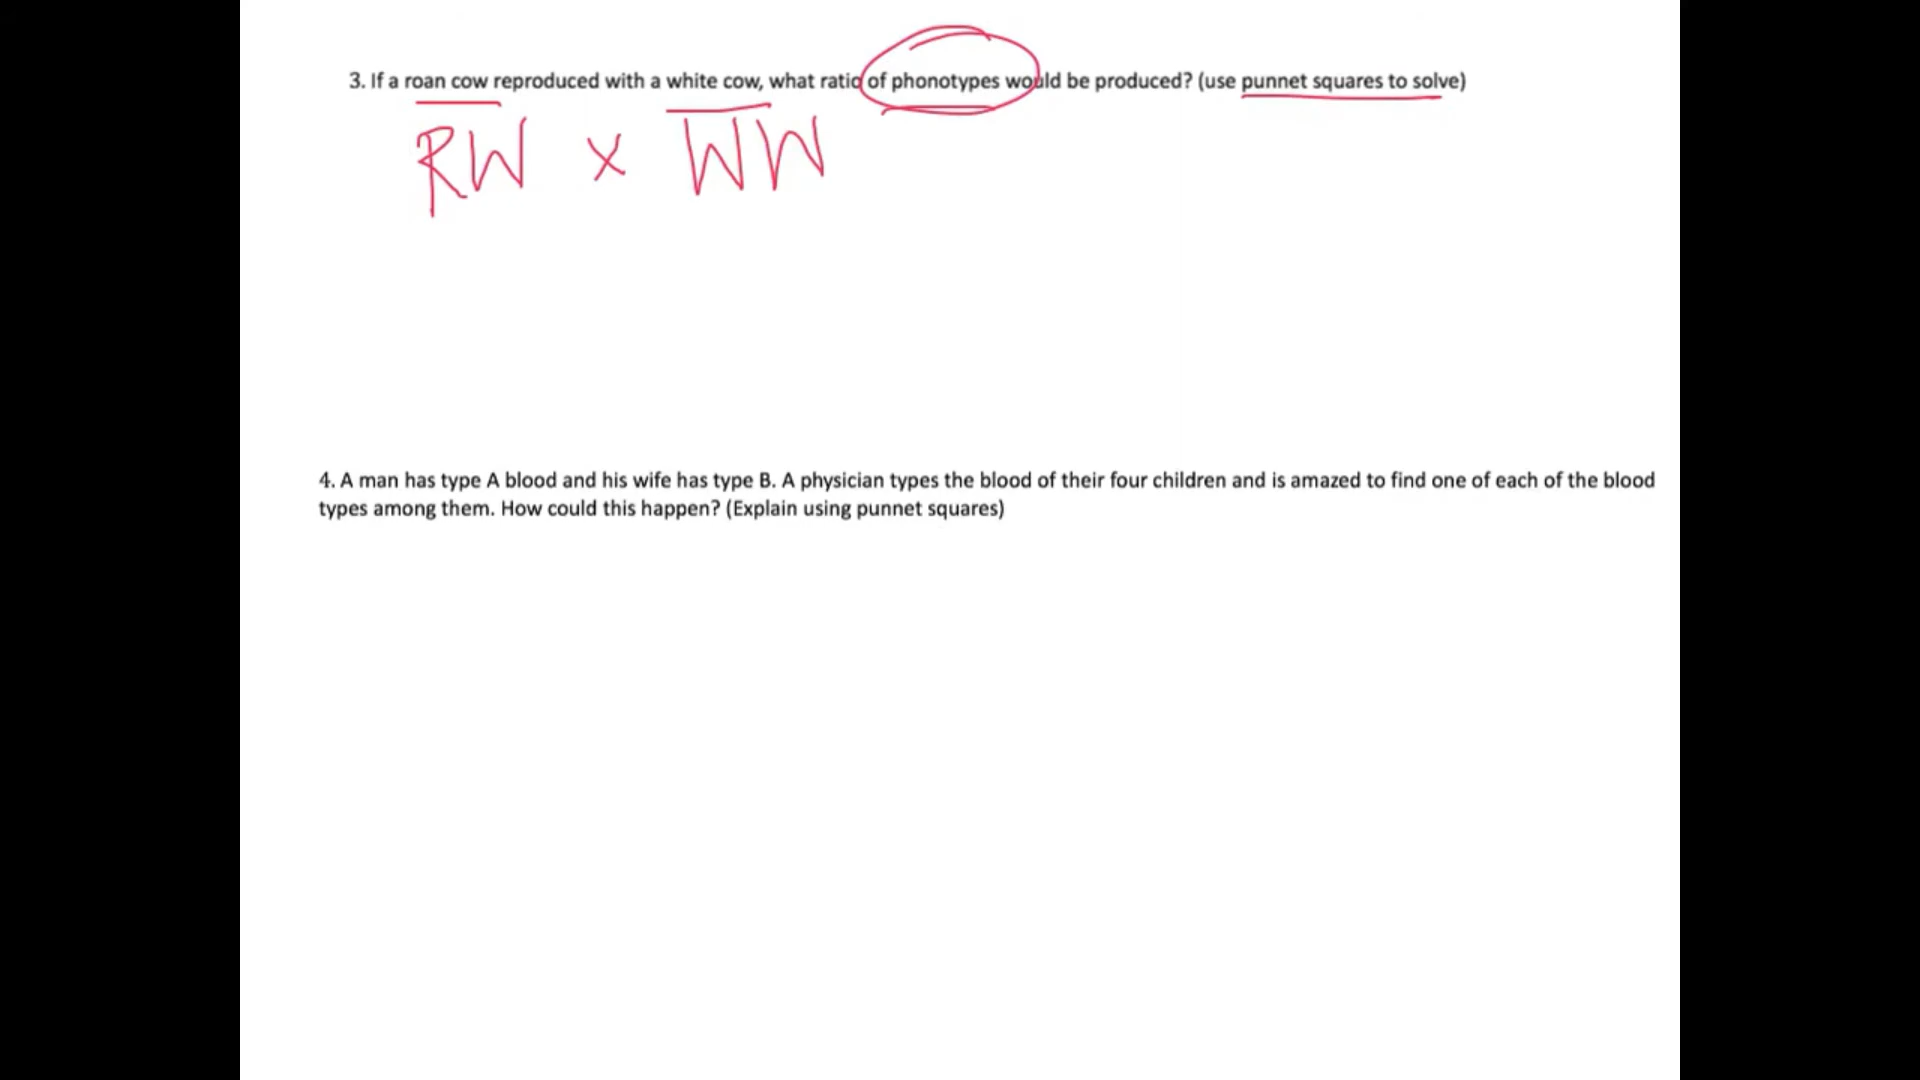 3. If a roan cow reproduced with a white cow, what ratio of phonotypes would be produced? (use punnet squares to solve)
RW x WW
4. A man has type A blood and his wife has type B. A physician types the blood of their four children and is amazed to find one of each of the blood
types among them. How could this happen? (Explain using punnet squares)